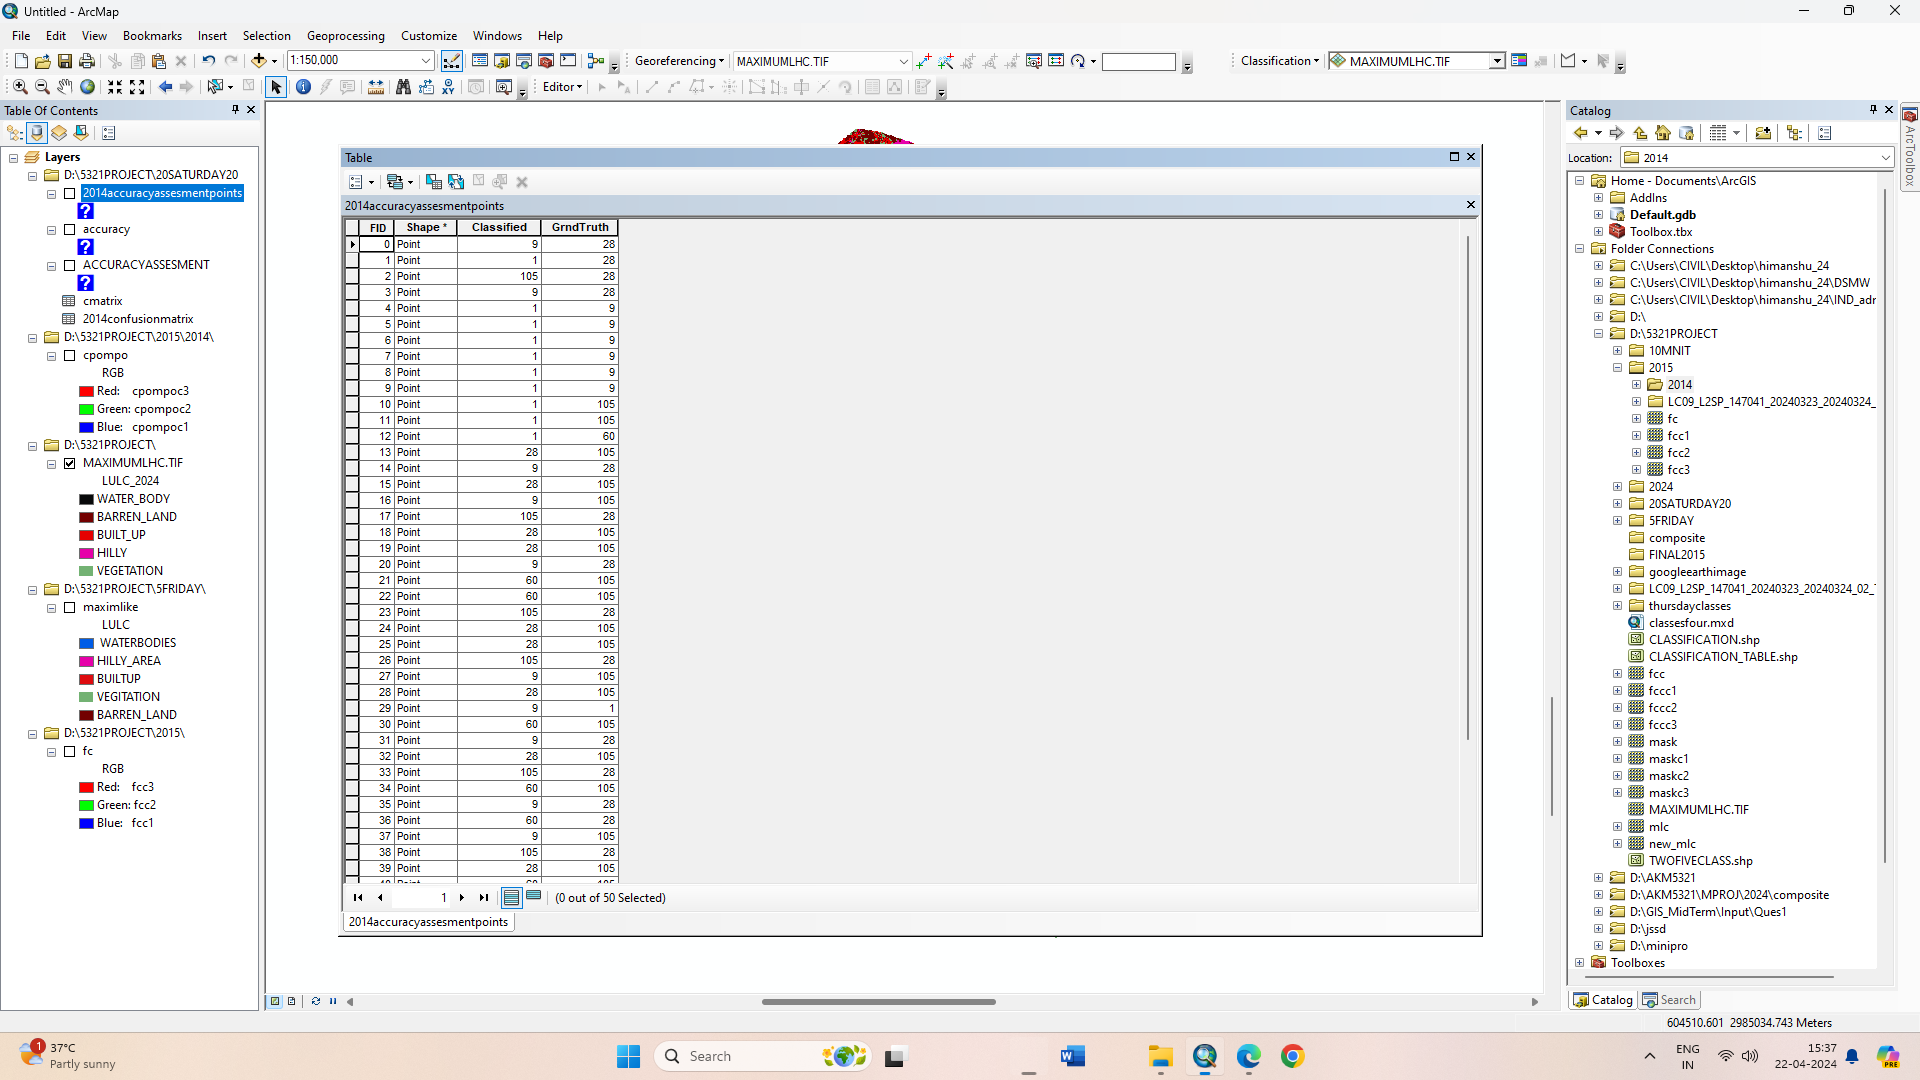 Untitled - ArcMap
File Edit View Bookmarks Insert Selection Geoprocessing Customize Windows Help
1:150,000 Georeferencing MAXIMUMLHC.TIF Classification MAXIMUMLHC.TIF
Editor
Table Of Contents
Layers
D:\5321PROJECT\20SATURDAY20
2014accuracyassesmentpoints
?
accuracy
?
ACCURACYASSESMENT
?
cmatrix
2014confusionmatrix
D:\5321PROJECT\2015\2014\
cpompo
RGB
Red: cpompoc3
Green: cpompoc2
Blue: cpompoc1
D:\5321PROJECT\
MAXIMUMLHC.TIF
LULC_2024
WATER_BODY
BARREN_LAND
BUILT_UP
HILLY
VEGETATION
D:\5321PROJECT\5FRIDAY\
maximlike
LULC
WATERBODIES
HILLY_AREA
BUILTUP
VEGITATION
BARREN_LAND
D:\5321PROJECT\2015\
fc
RGB
Red: fcc3
Green: fcc2
Blue: fcc1
Table
2014accuracyassesmentpoints
FID Shape * Classified GrndTruth
0 Point 9 28
1 Point 1 28
2 Point 105 28
3 Point 9 28
4 Point 1 9
5 Point 1 9
6 Point 1 9
7 Point 1 9
8 Point 1 9
9 Point 1 9
10 Point 1 105
11 Point 1 105
12 Point 1 60
13 Point 28 105
14 Point 9 28
15 Point 28 105
16 Point 9 105
17 Point 105 28
18 Point 28 105
19 Point 28 105
20 Point 9 28
21 Point 60 105
22 Point 60 105
23 Point 105 28
24 Point 28 105
25 Point 28 105
26 Point 105 28
27 Point 9 105
28 Point 28 105
29 Point 9 1
30 Point 60 105
31 Point 9 28
32 Point 28 105
33 Point 105 28
34 Point 60 105
35 Point 9 28
36 Point 60 28
37 Point 9 105
38 Point 105 28
39 Point 28 105
1 (0 out of 50 Selected)
2014accuracyassesmentpoints
Catalog
Location: 2014
Home - Documents\ArcGIS
AddIns
Default.gdb
Toolbox.tbx
Folder Connections
C:\Users\CIVIL\Desktop\himanshu_24
C:\Users\CIVIL\Desktop\himanshu_24\DSMW
C:\Users\CIVIL\Desktop\himanshu_24\IND_adr
D:\
D:\5321PROJECT
10MNIT
2015
2014
LC09_L2SP_147041_20240323_20240324_
fc
fcc1
fcc2
fcc3
2024
20SATURDAY20
5FRIDAY
composite
FINAL2015
googleearthimage
LC09_L2SP_147041_20240323_20240324_02_
thursdayclasses
classesfour.mxd
CLASSIFICATION.shp
CLASSIFICATION_TABLE.shp
fcc
fccc1
fccc2
fccc3
mask
maskc1
maskc2
maskc3
MAXIMUMLHC.TIF
mlc
new_mlc
TWOFIVECLASS.shp
D:\AKM5321
D:\AKM5321\MPROJ\2024\composite
D:\GIS_MidTerm\Input\Ques1
D:\jssd
D:\minipro
Toolboxes
Catalog Search
ArcToolbox
604510.601 2985034.743 Meters
1
37°C
Partly sunny
Search
ENG
IN
15:37
22-04-2024
PRE